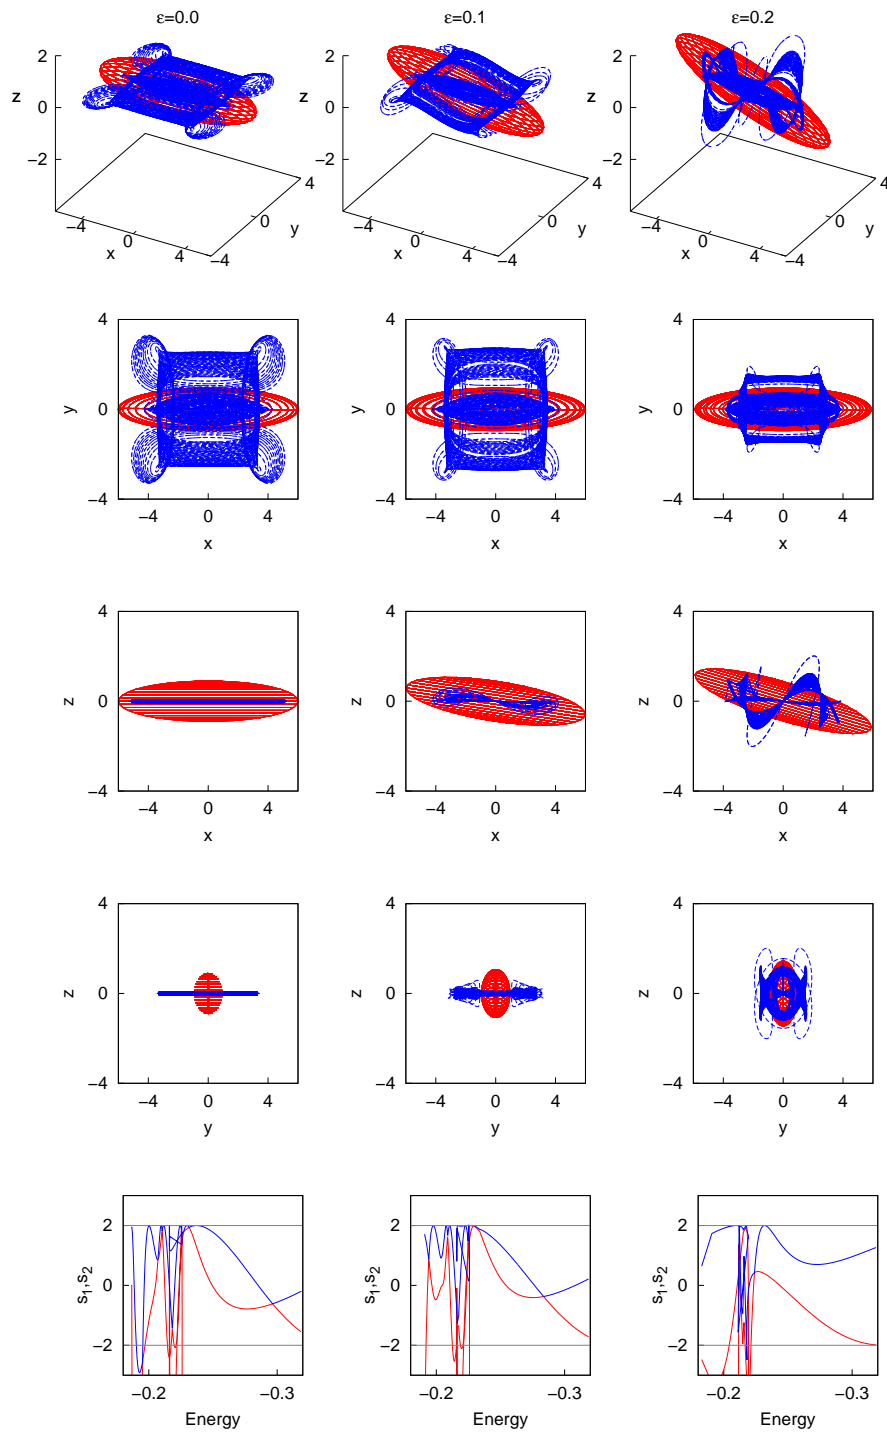 ε=0.0 ε=0.1 ε=0.2
2 2 2
z 0 z 0 z 0
−2 −2 −2
4 4 4
−4 0 −4 0 −4 0
x 0 4 −4 y x 0 4 −4 y x 0 4 −4 y
4 4 4
y 0 y 0 y 0
−4 −4 −4
−4 0 4 −4 0 4 −4 0 4
x x x
4 4 4
z 0 z 0 z 0
−4 −4 −4
−4 0 4 −4 0 4 −4 0 4
x x x
4 4 4
z 0 z 0 z 0
−4 −4 −4
−4 0 4 −4 0 4 −4 0 4
y y y
2 2 2
s1,s2 0 s1,s2 0 s1,s2 0
−2 −2 −2
−0.2 −0.3 −0.2 −0.3 −0.2 −0.3
Energy Energy Energy